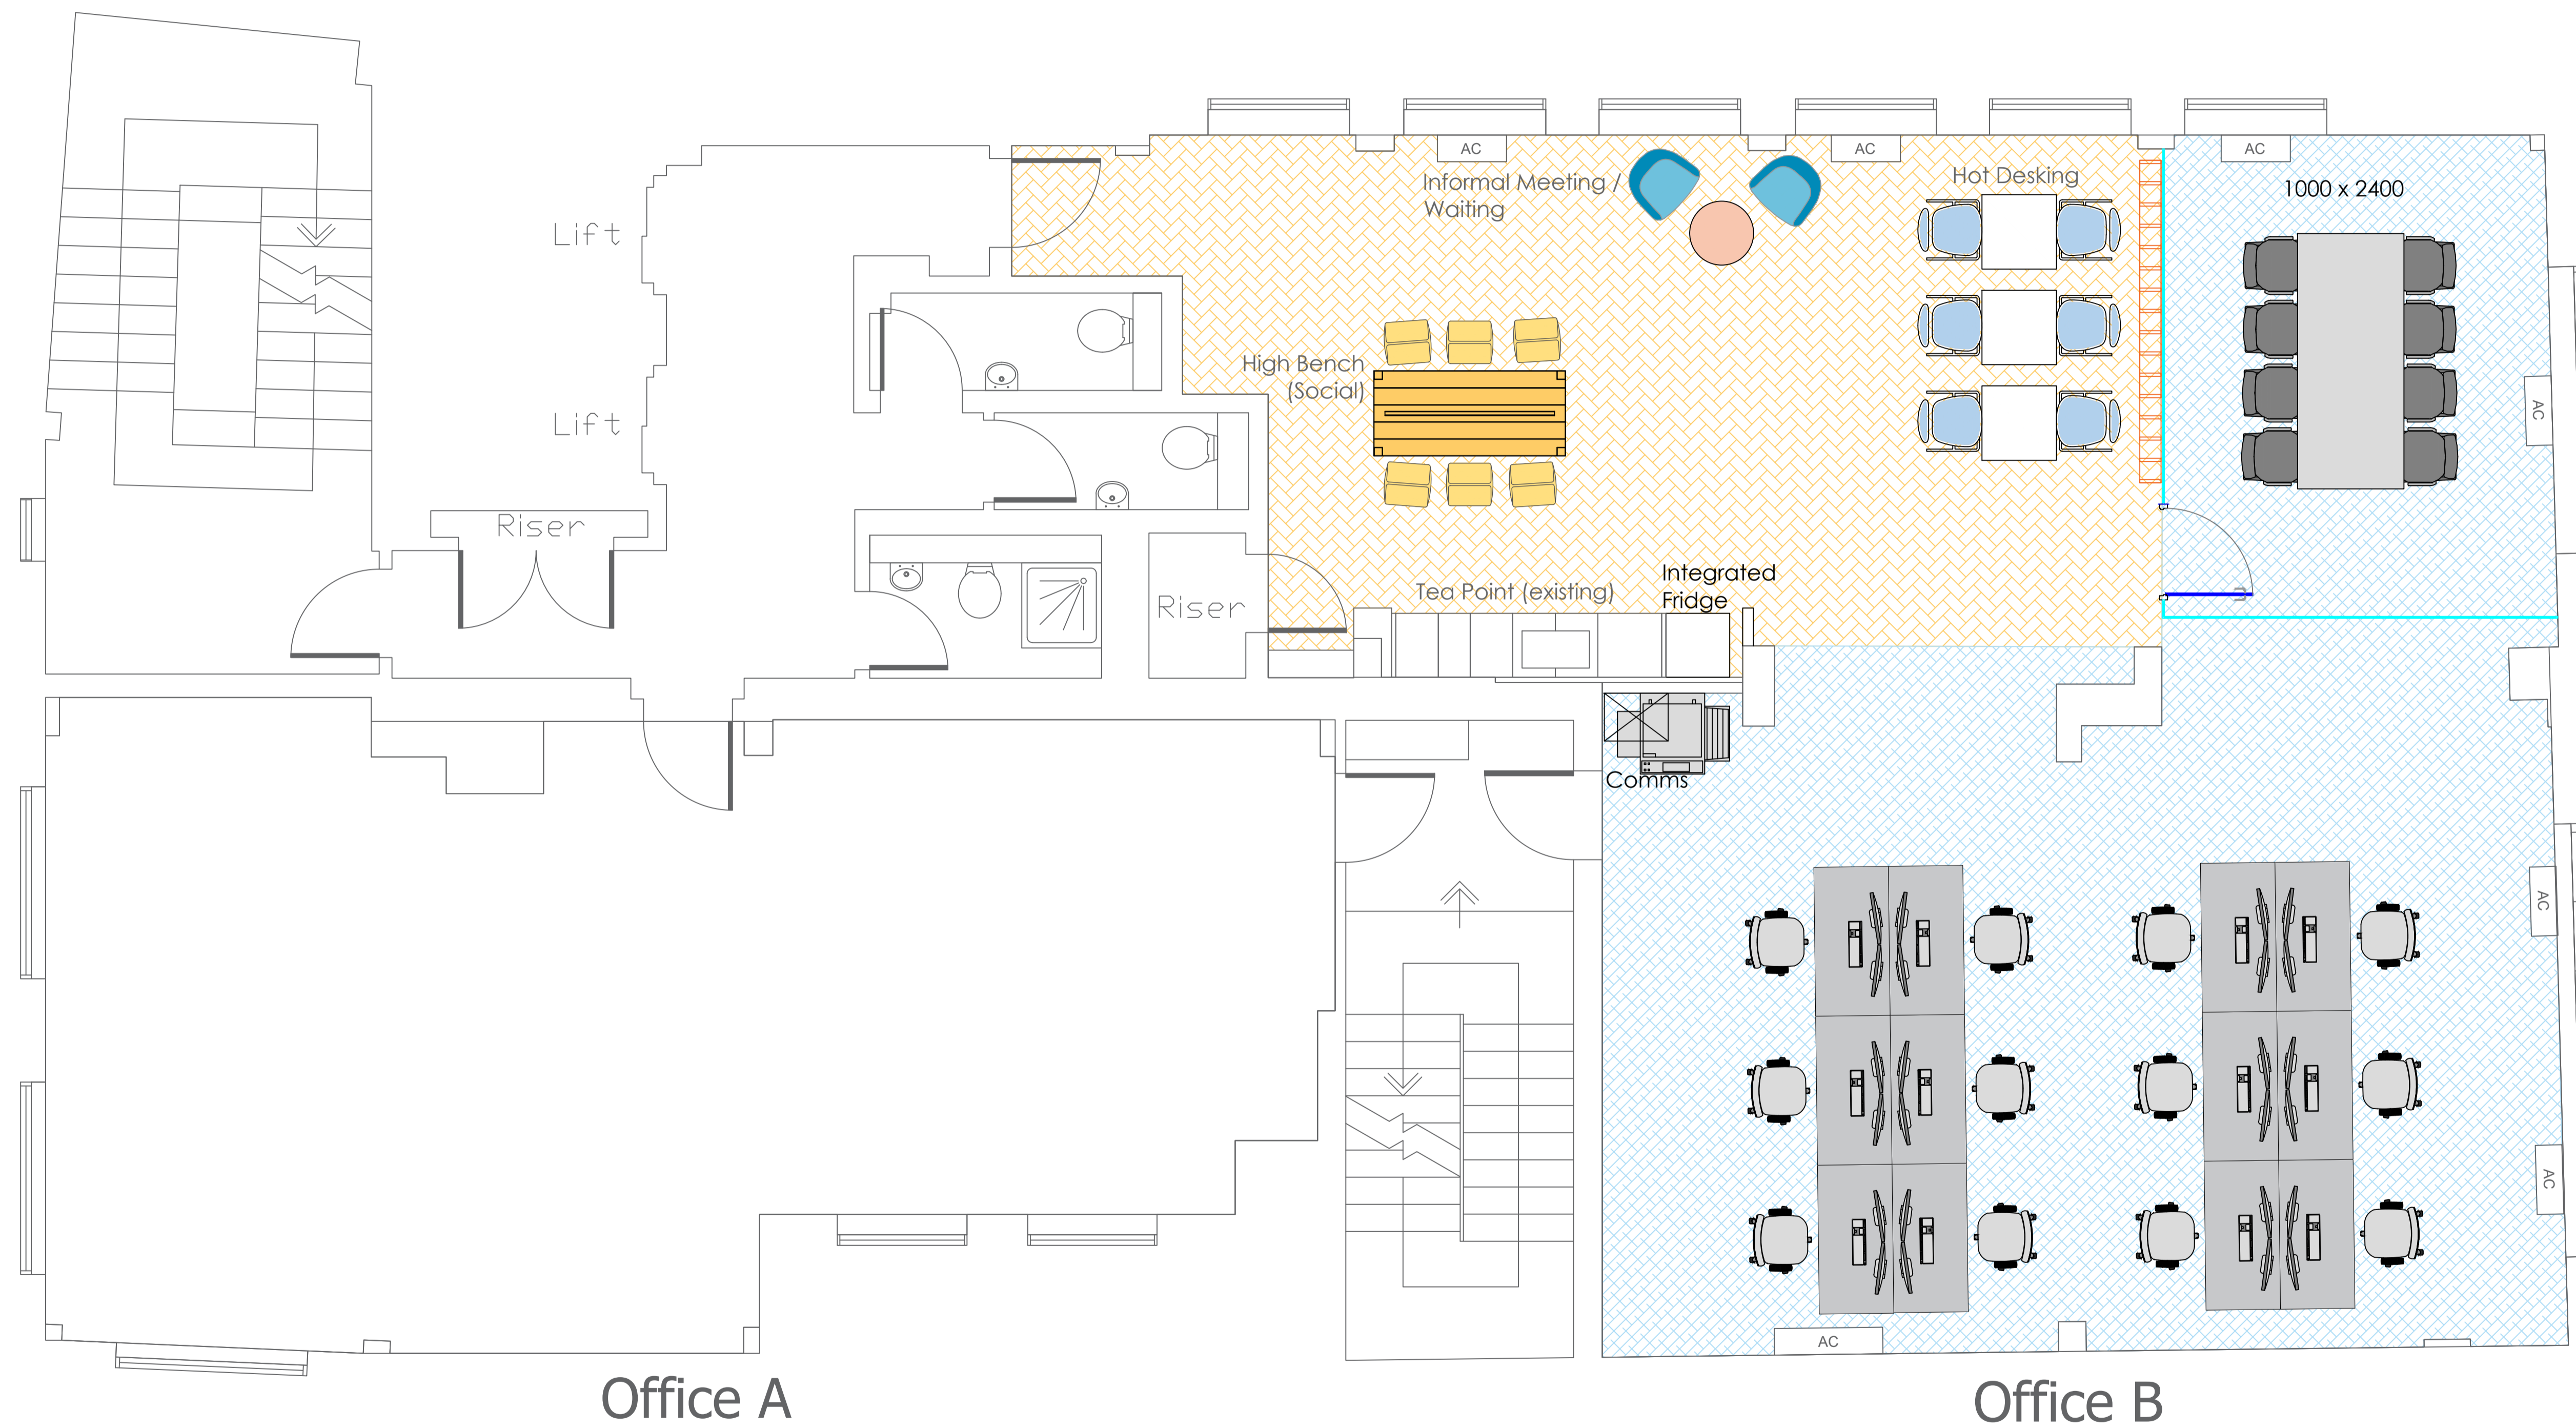 AC
AC
AC
Informal Meeting /
Waiting
Hot Desking
1000 x 2400
Lift
High Bench
(Social)
AC
Lift
Riser
Integrated
Fridge
Tea Point (existing)
Riser
Comms
AC
AC
AC
Office A
Office B